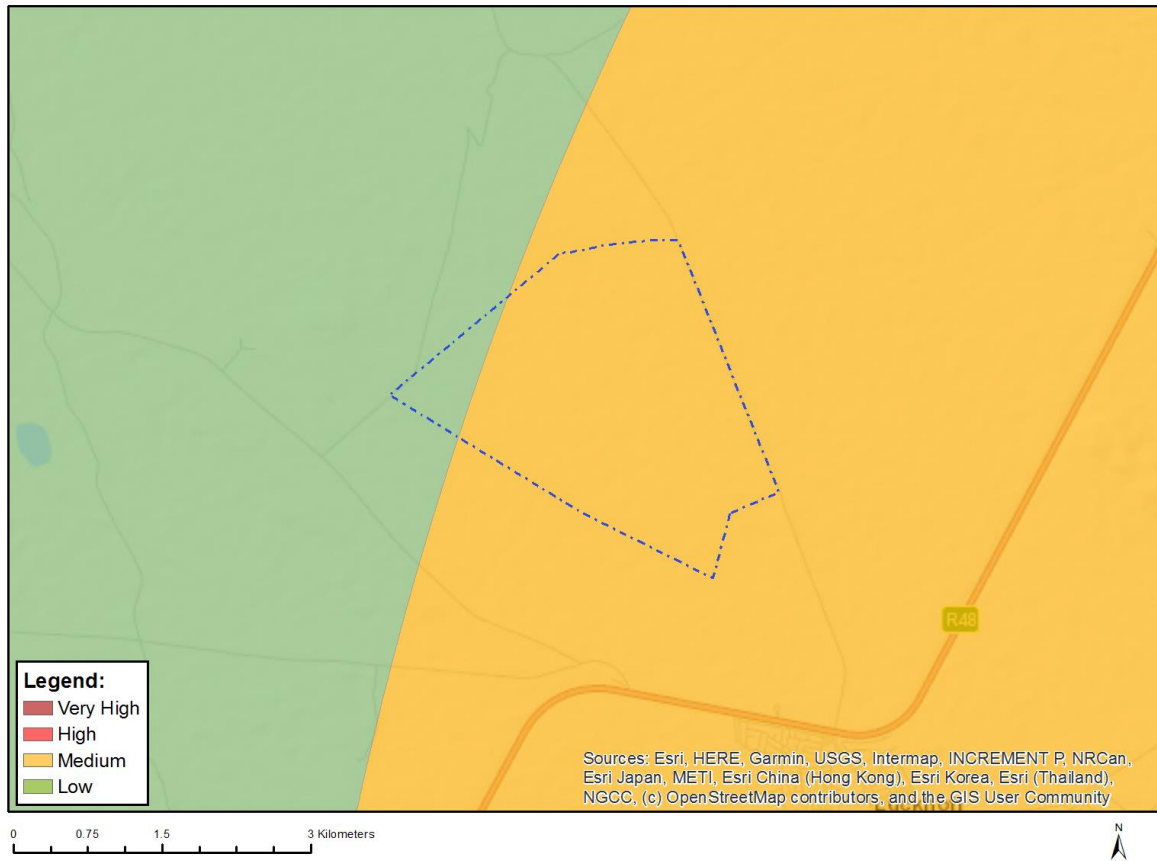 R48
Legend:
Very High
High
Medium
Low
Sources: Esri, HERE, Garmin, USGS, Intermap, INCREMENT P, NRCan,
Esri Japan, METI, Esri China (Hong Kong), Esri Korea, Esri (Thailand),
NGCC, (c) OpenStreetMap contributors, and the GIS User Community
0 0.75 1.5 3 Kilometers
N